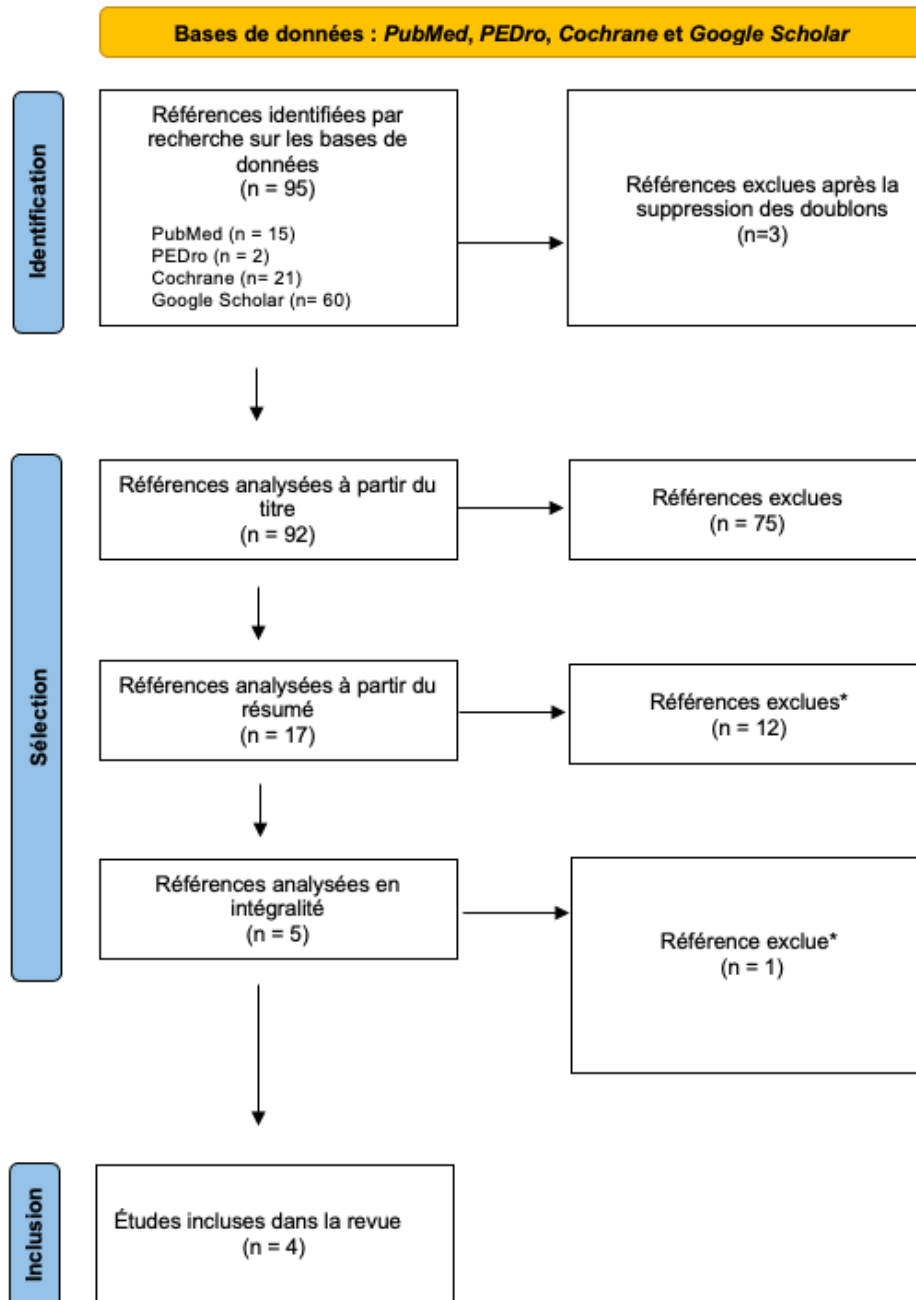 Bases de données : PubMed, PEDro, Cochrane et Google Scholar
Identification
Références identifiées par
recherche sur les bases de
données
(n = 95)
PubMed (n = 15)
PEDro (n = 2)
Cochrane (n= 21)
Google Scholar (n= 60)
Références exclues après la
suppression des doublons
(n=3)
Sélection
Références analysées à partir du
titre
(n = 92)
Références exclues
(n = 75)
Références analysées à partir du
résumé
(n = 17)
Références exclues*
(n = 12)
Références analysées en
intégralité
(n = 5)
Référence exclue*
(n = 1)
Inclusion
Études incluses dans la revue
(n = 4)